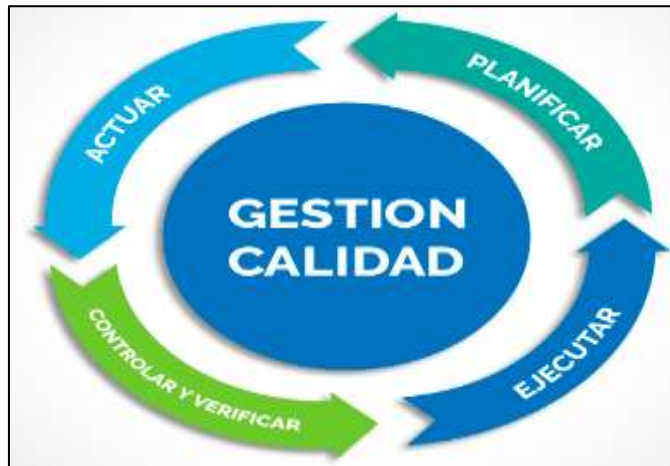 ACTUAR
PLANIFICAR
GESTION
CALIDAD
CONTROLAR Y VERIFICAR
EJECUTAR